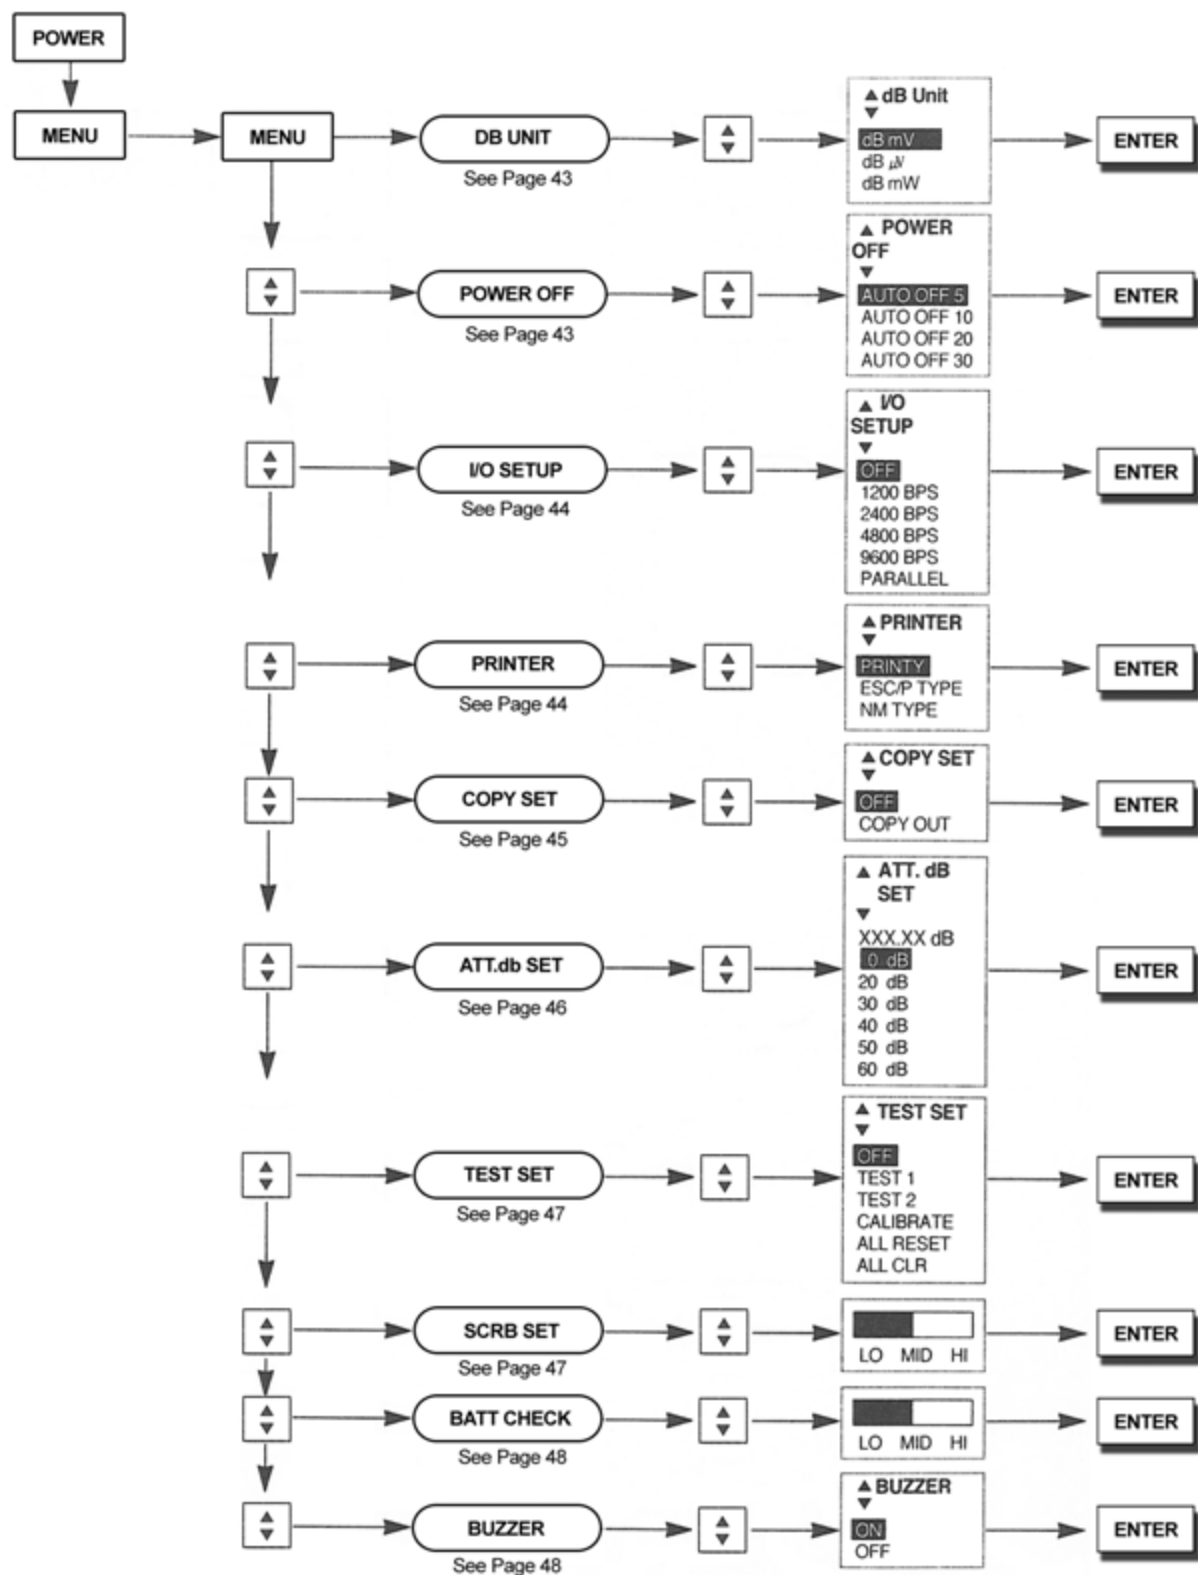 POWER
MENU
MENU
DB UNIT
See Page 43
dB Unit
dB mV
dB μV
dB mW
ENTER
POWER OFF
See Page 43
POWER
OFF
AUTO OFF 5
AUTO OFF 10
AUTO OFF 20
AUTO OFF 30
ENTER
I/O SETUP
See Page 44
I/O
SETUP
OFF
1200 BPS
2400 BPS
4800 BPS
9600 BPS
PARALLEL
ENTER
PRINTER
See Page 44
PRINTER
PRINTY
ESC/P TYPE
NM TYPE
ENTER
COPY SET
See Page 45
COPY SET
OFF
COPY OUT
ENTER
ATT.db SET
See Page 46
ATT. dB
SET
XXX.XX dB
0 dB
20 dB
30 dB
40 dB
50 dB
60 dB
ENTER
TEST SET
See Page 47
TEST SET
OFF
TEST 1
TEST 2
CALIBRATE
ALL RESET
ALL CLR
ENTER
SCRB SET
See Page 47
LO MID HI
ENTER
BATT CHECK
See Page 48
LO MID HI
ENTER
BUZZER
See Page 48
BUZZER
ON
OFF
ENTER